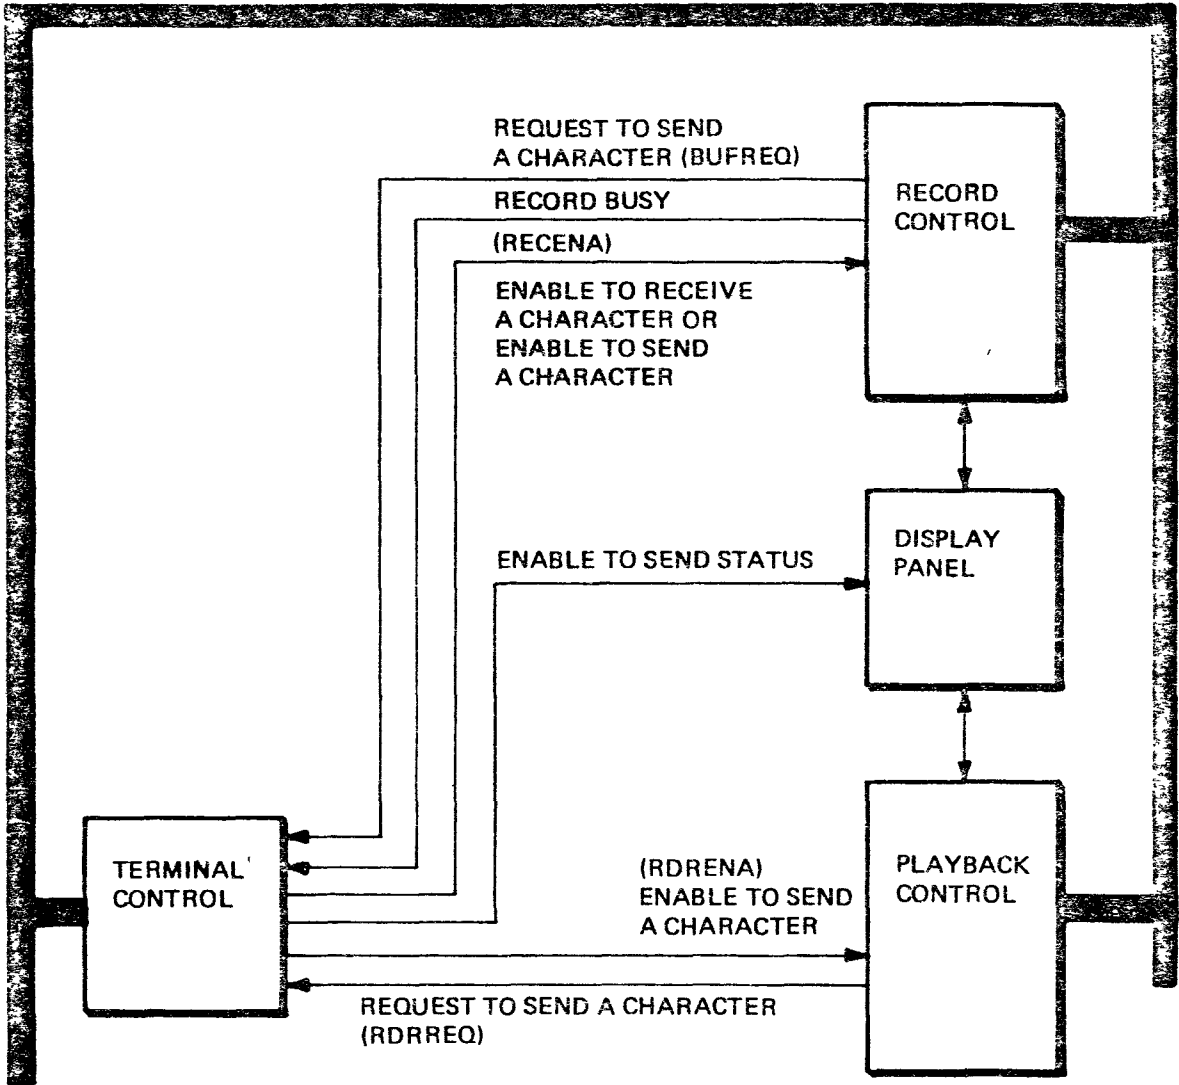 REQUEST TO SEND
A CHARACTER (BUFREQ)
RECORD BUSY
(RECENA)
ENABLE TO RECEIVE
A CHARACTER OR
ENABLE TO SEND
A CHARACTER
RECORD
CONTROL
ENABLE TO SEND STATUS
DISPLAY
PANEL
TERMINAL
CONTROL
(RDRENA)
ENABLE TO SEND
A CHARACTER
PLAYBACK
CONTROL
REQUEST TO SEND A CHARACTER
(RDRREQ)